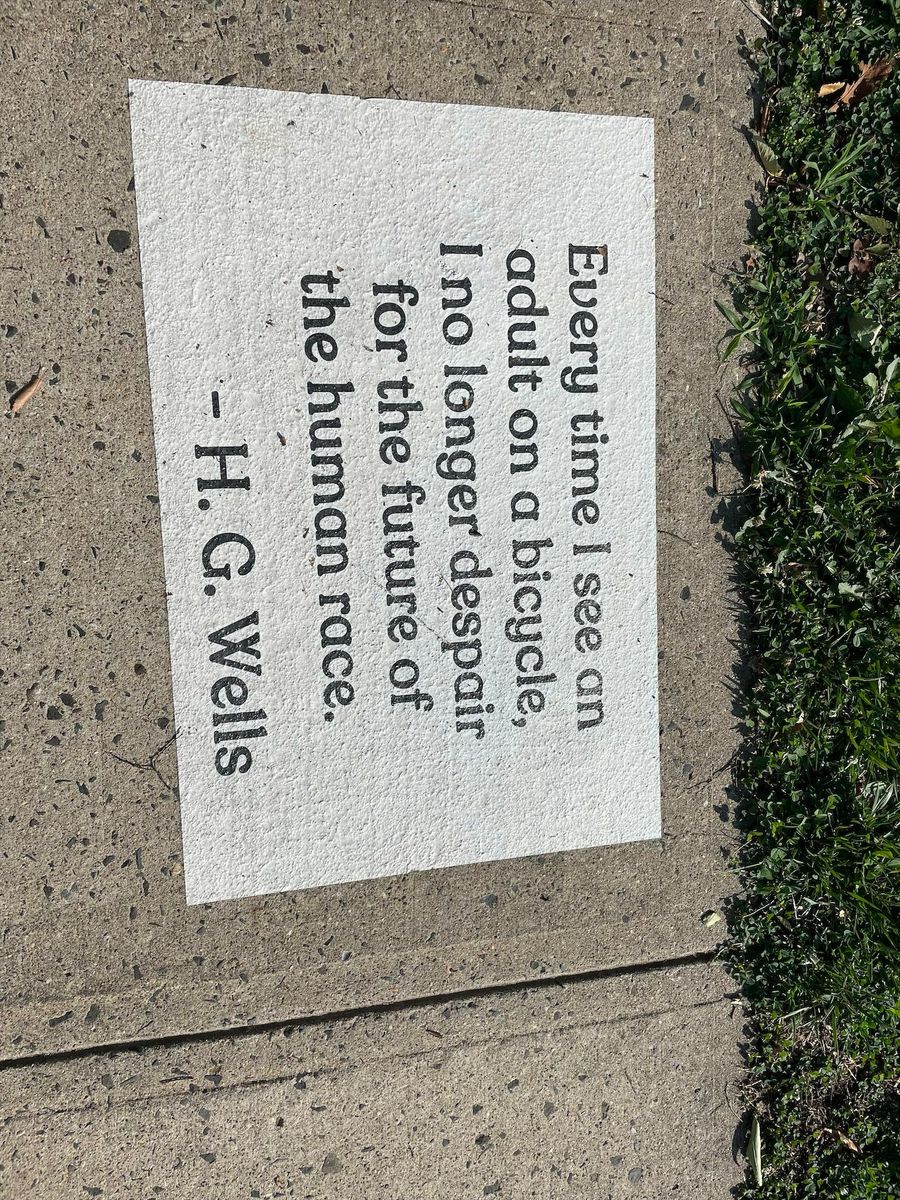 Every time I see an
adult on a bicycle,
I no longer despair
for the future of
the human race.
– H. G. Wells